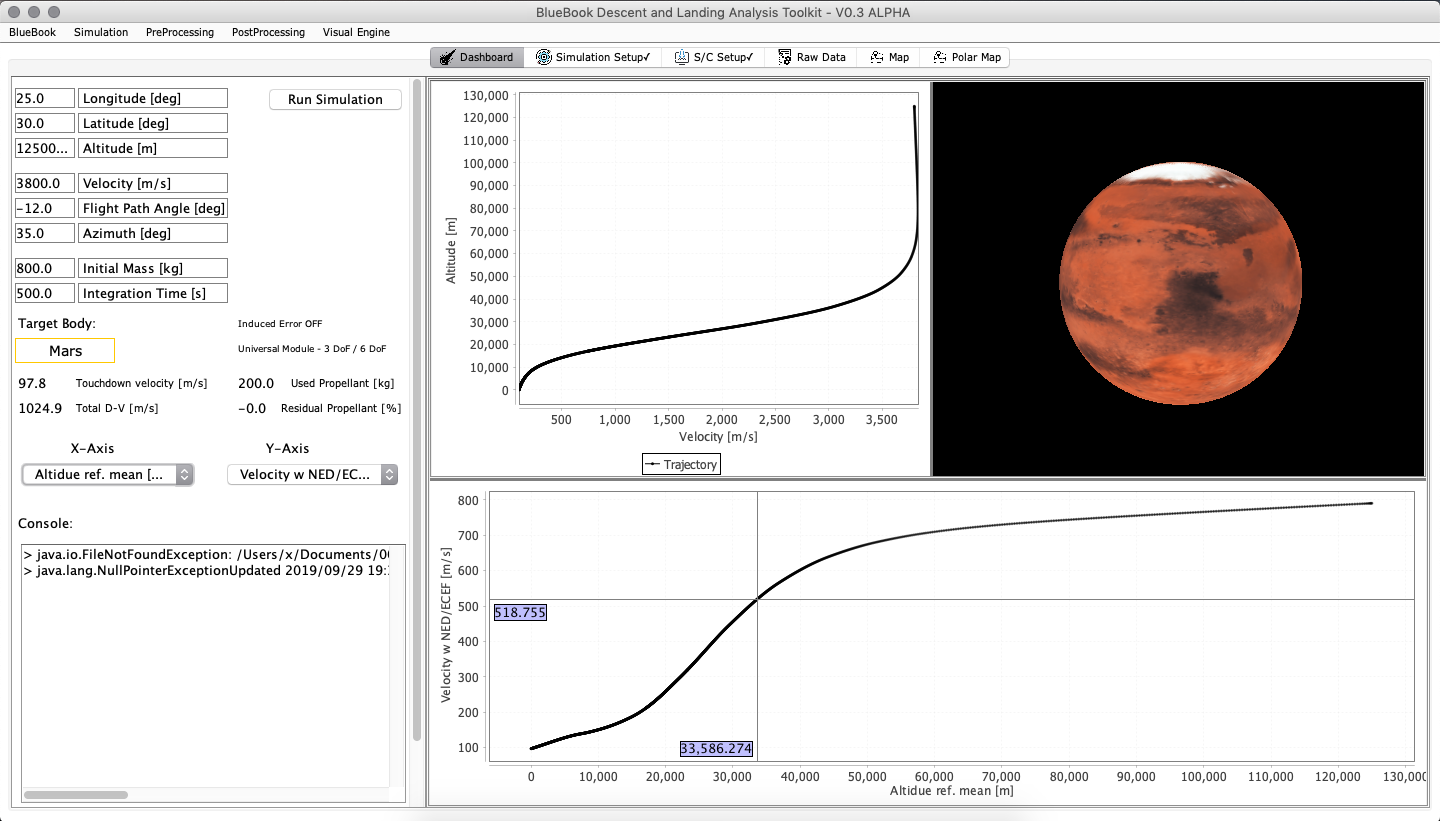 BlueBook Descent and Landing Analysis Toolkit - V0.3 ALPHA
BlueBook Simulation PreProcessing PostProcessing Visual Engine
Dashboard Simulation Setup✓ S/C Setup✓ Raw Data Map Polar Map
25.0 Longitude [deg] Run Simulation
30.0 Latitude [deg]
12500... Altitude [m]
3800.0 Velocity [m/s]
-12.0 Flight Path Angle [deg]
35.0 Azimuth [deg]
800.0 Initial Mass [kg]
500.0 Integration Time [s]
Target Body: Induced Error OFF
Mars Universal Module - 3 DoF / 6 DoF
97.8 Touchdown velocity [m/s] 200.0 Used Propellant [kg]
1024.9 Total D-V [m/s] -0.0 Residual Propellant [%]
X-Axis Y-Axis
Altidue ref. mean [... Velocity w NED/EC...
Console:
> java.io.FileNotFoundException: /Users/x/Documents/0
> java.lang.NullPointerExceptionUpdated 2019/09/29 19:
130,000
120,000
110,000
100,000
90,000
80,000
70,000
60,000
50,000
40,000
30,000
20,000
10,000
0
Altitude [m]
500 1,000 1,500 2,000 2,500 3,000 3,500
Velocity [m/s]
Trajectory
800
700
600
500
400
300
200
100
Velocity w NED/ECEF [m/s]
518.755
33,586.274
0 10,000 20,000 30,000 40,000 50,000 60,000 70,000 80,000 90,000 100,000 110,000 120,000 130,000
Altidue ref. mean [m]